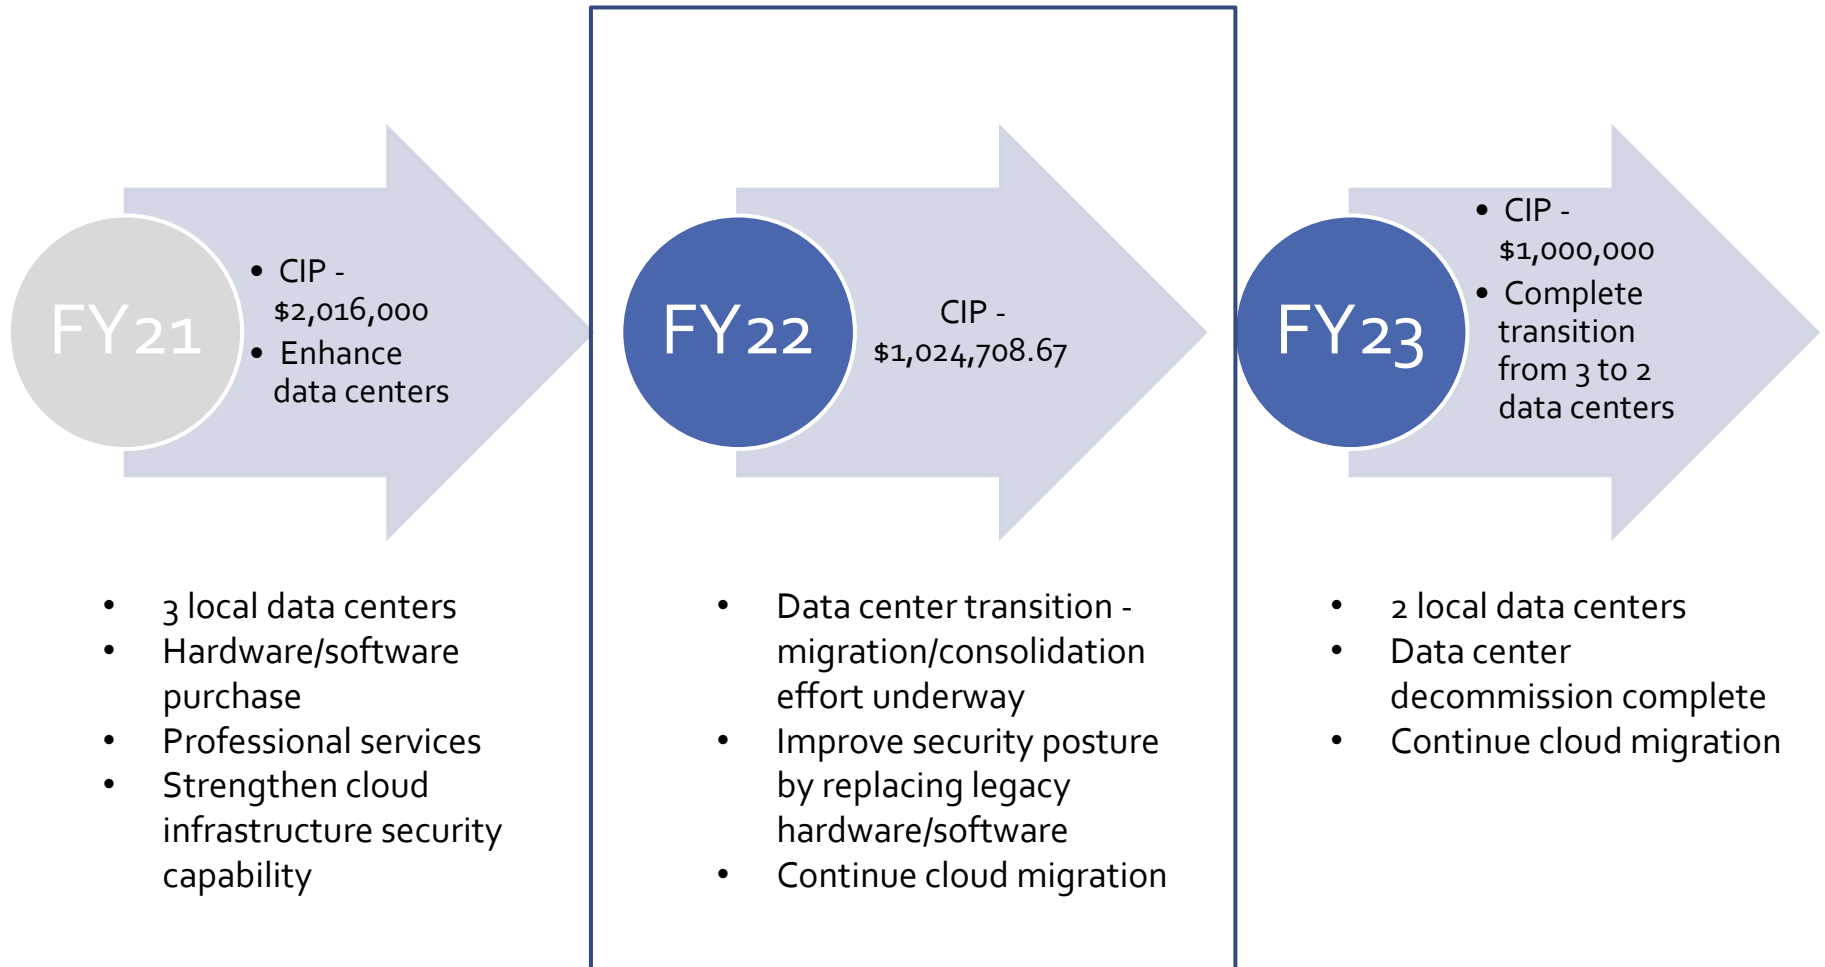 FY21
• CIP -
$2,016,000
• Enhance
data centers
• 3 local data centers
• Hardware/software
purchase
• Professional services
• Strengthen cloud
infrastructure security
capability
FY22
CIP -
$1,024,708.67
• Data center transition -
migration/consolidation
effort underway
• Improve security posture
by replacing legacy
hardware/software
• Continue cloud migration
FY23
• CIP -
$1,000,000
• Complete
transition
from 3 to 2
data centers
• 2 local data centers
• Data center
decommission complete
• Continue cloud migration